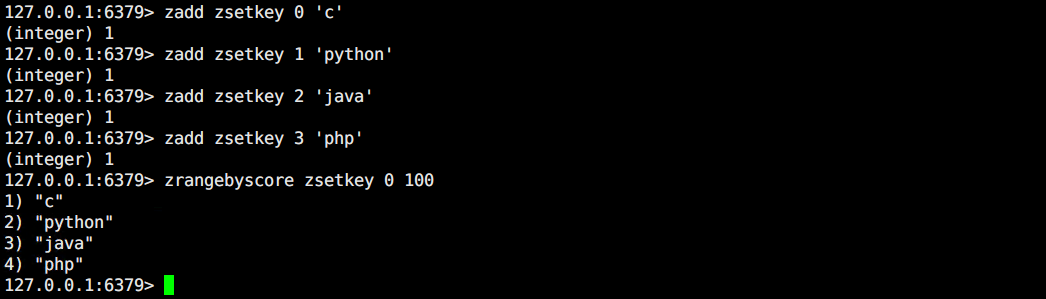 127.0.0.1:6379> zadd zsetkey 0 'c'
(integer) 1
127.0.0.1:6379> zadd zsetkey 1 'python'
(integer) 1
127.0.0.1:6379> zadd zsetkey 2 'java'
(integer) 1
127.0.0.1:6379> zadd zsetkey 3 'php'
(integer) 1
127.0.0.1:6379> zrangebyscore zsetkey 0 100
1) "c"
2) "python"
3) "java"
4) "php"
127.0.0.1:6379>